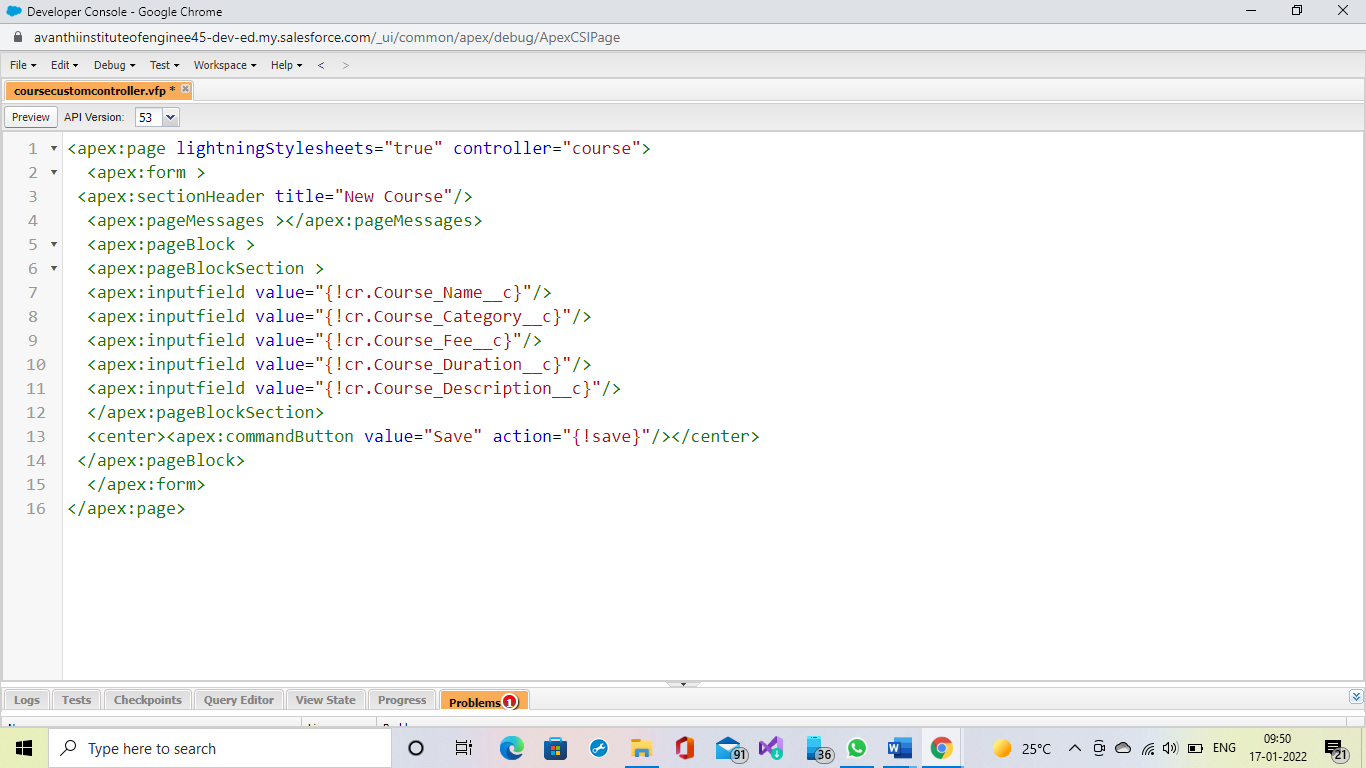 Developer Console - Google Chrome
avanthiinstituteofenginee45-dev-ed.my.salesforce.com/_ui/common/apex/debug/ApexCSIPage
File Edit Debug Test Workspace Help < >
coursecustomcontroller.vfp *
Preview API Version: 53
1 <apex:page lightningStylesheets="true" controller="course">
2 <apex:form >
3 <apex:sectionHeader title="New Course"/>
4 <apex:pageMessages ></apex:pageMessages>
5 <apex:pageBlock >
6 <apex:pageBlockSection >
7 <apex:inputfield value="{!cr.Course_Name__c}"/>
8 <apex:inputfield value="{!cr.Course_Category__c}"/>
9 <apex:inputfield value="{!cr.Course_Fee__c}"/>
10 <apex:inputfield value="{!cr.Course_Duration__c}"/>
11 <apex:inputfield value="{!cr.Course_Description__c}"/>
12 </apex:pageBlockSection>
13 <center><apex:commandButton value="Save" action="{!save}"/></center>
14 </apex:pageBlock>
15 </apex:form>
16 </apex:page>
Logs Tests Checkpoints Query Editor View State Progress Problems 1
Type here to search 91 36 25°C ENG 09:50
17-01-2022 21